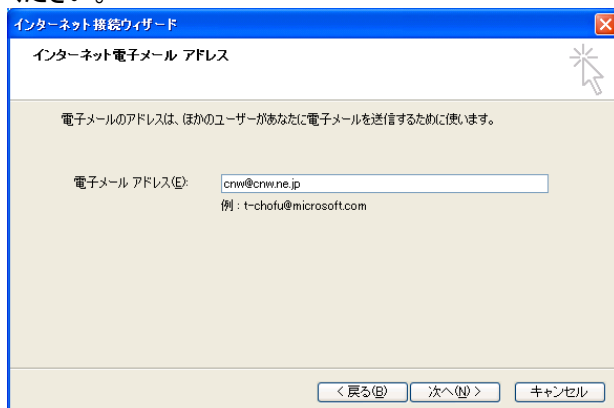 ください。
インターネット接続ウィザード
インターネット電子メール アドレス
電子メールのアドレスは、ほかのユーザーがあなたに電子メールを送信するために使います。
電子メール アドレス(E):
cnw@cnw.ne.jp
例 : t-chofu@microsoft.com
< 戻る(B)
次へ(N) >
キャンセル